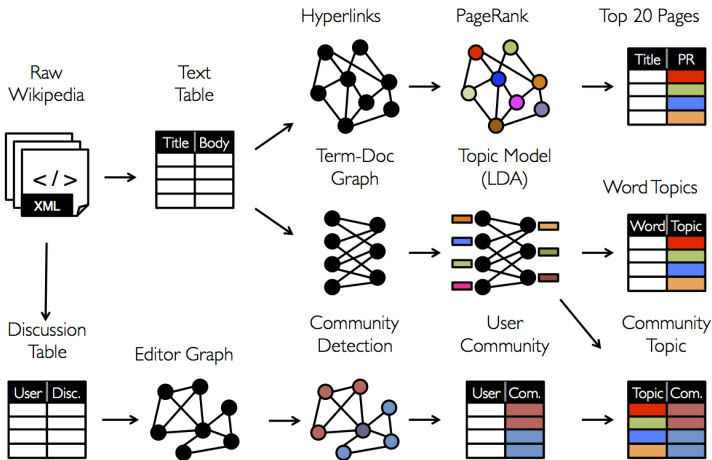 Hyperlinks
PageRank
Top 20 Pages
Raw
Wikipedia
Text
Table
Title PR
</>
XML
Title Body
Term-Doc
Graph
Topic Model
(LDA)
Word Topics
Word Topic
Discussion
Table
Editor Graph
Community
Detection
User
Community
Community
Topic
User Disc.
User Com.
Topic Com.